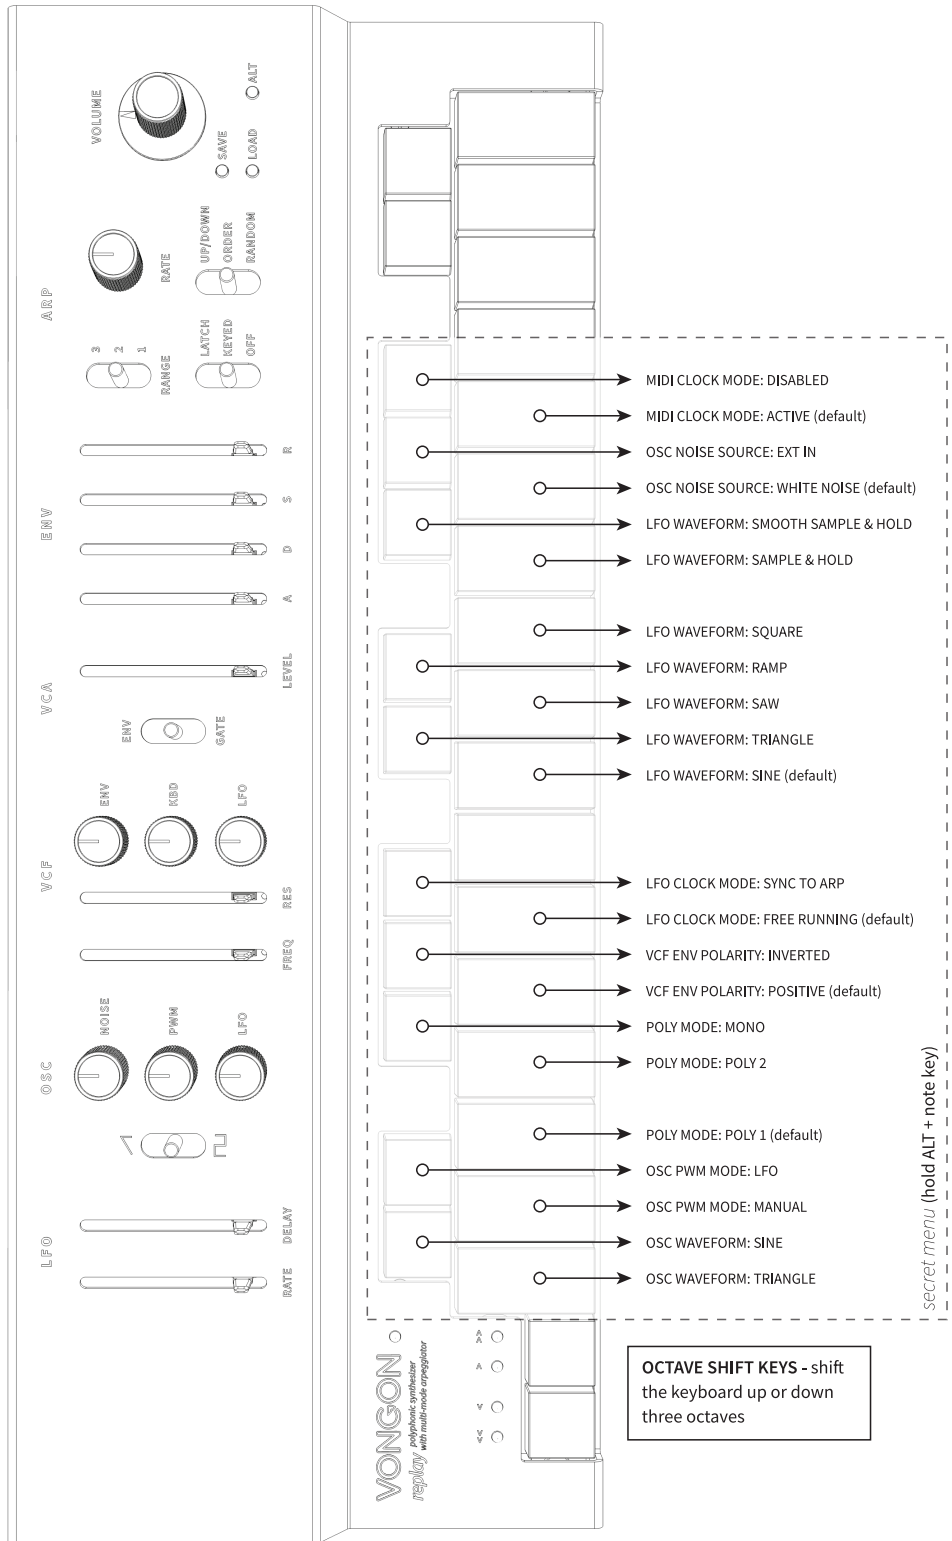 VOLUME
ALT
SAVE
LOAD
ARP
RATE
UP/DOWN
ORDER
RANDOM
3
2
1
RANGE
LATCH
KEYED
OFF
ENV
R
S
D
A
VCA
LEVEL
ENV
GATE
VCF
ENV
KBD
LFO
RES
FREQ
OSC
NOISE
PWM
LFO
LFO
DELAY
RATE
MIDI CLOCK MODE: DISABLED
MIDI CLOCK MODE: ACTIVE (default)
OSC NOISE SOURCE: EXT IN
OSC NOISE SOURCE: WHITE NOISE (default)
LFO WAVEFORM: SMOOTH SAMPLE & HOLD
LFO WAVEFORM: SAMPLE & HOLD
LFO WAVEFORM: SQUARE
LFO WAVEFORM: RAMP
LFO WAVEFORM: SAW
LFO WAVEFORM: TRIANGLE
LFO WAVEFORM: SINE (default)
LFO CLOCK MODE: SYNC TO ARP
LFO CLOCK MODE: FREE RUNNING (default)
VCF ENV POLARITY: INVERTED
VCF ENV POLARITY: POSITIVE (default)
POLY MODE: MONO
POLY MODE: POLY 2
POLY MODE: POLY 1 (default)
OSC PWM MODE: LFO
OSC PWM MODE: MANUAL
OSC WAVEFORM: SINE
OSC WAVEFORM: TRIANGLE
secret menu (hold ALT + note key)
VONGON
replay
polyphonic synthesizer
with multi-mode arpeggiator
OCTAVE SHIFT KEYS - shift
the keyboard up or down
three octaves